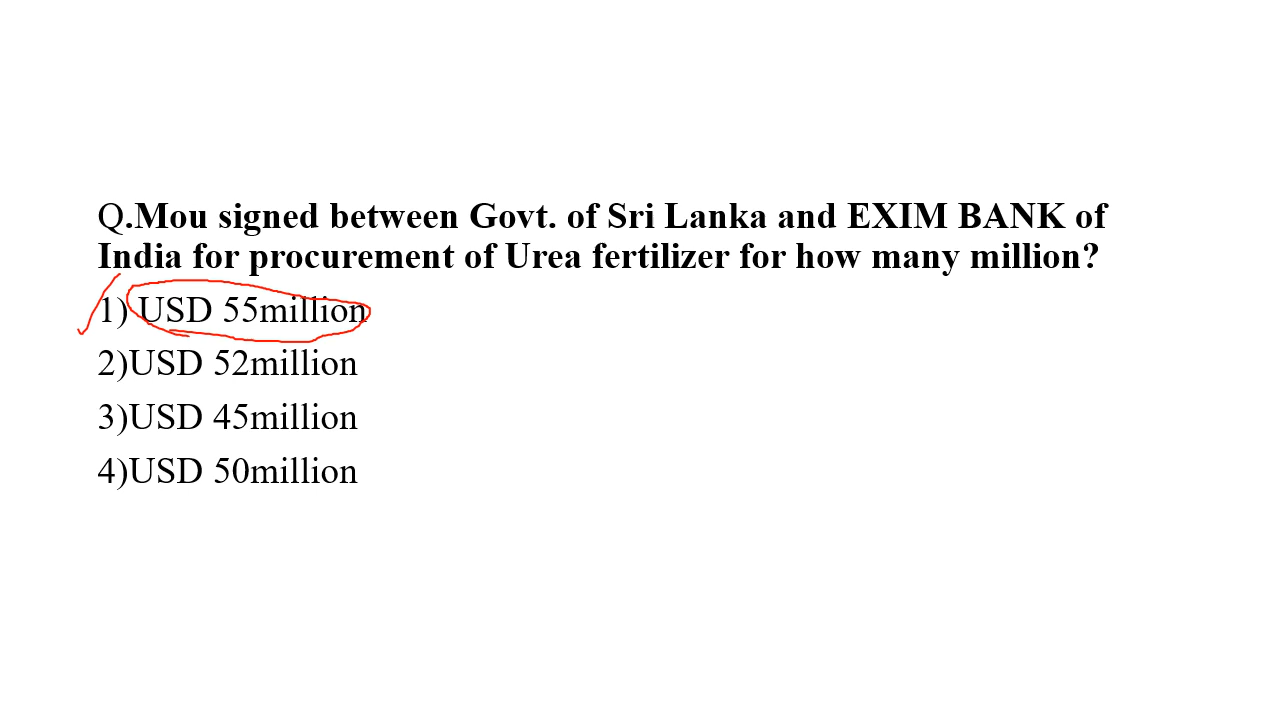 Q.Mou signed between Govt. of Sri Lanka and EXIM BANK of
India for procurement of Urea fertilizer for how many million?
1) USD 55million
2)USD 52million
3)USD 45million
4)USD 50million